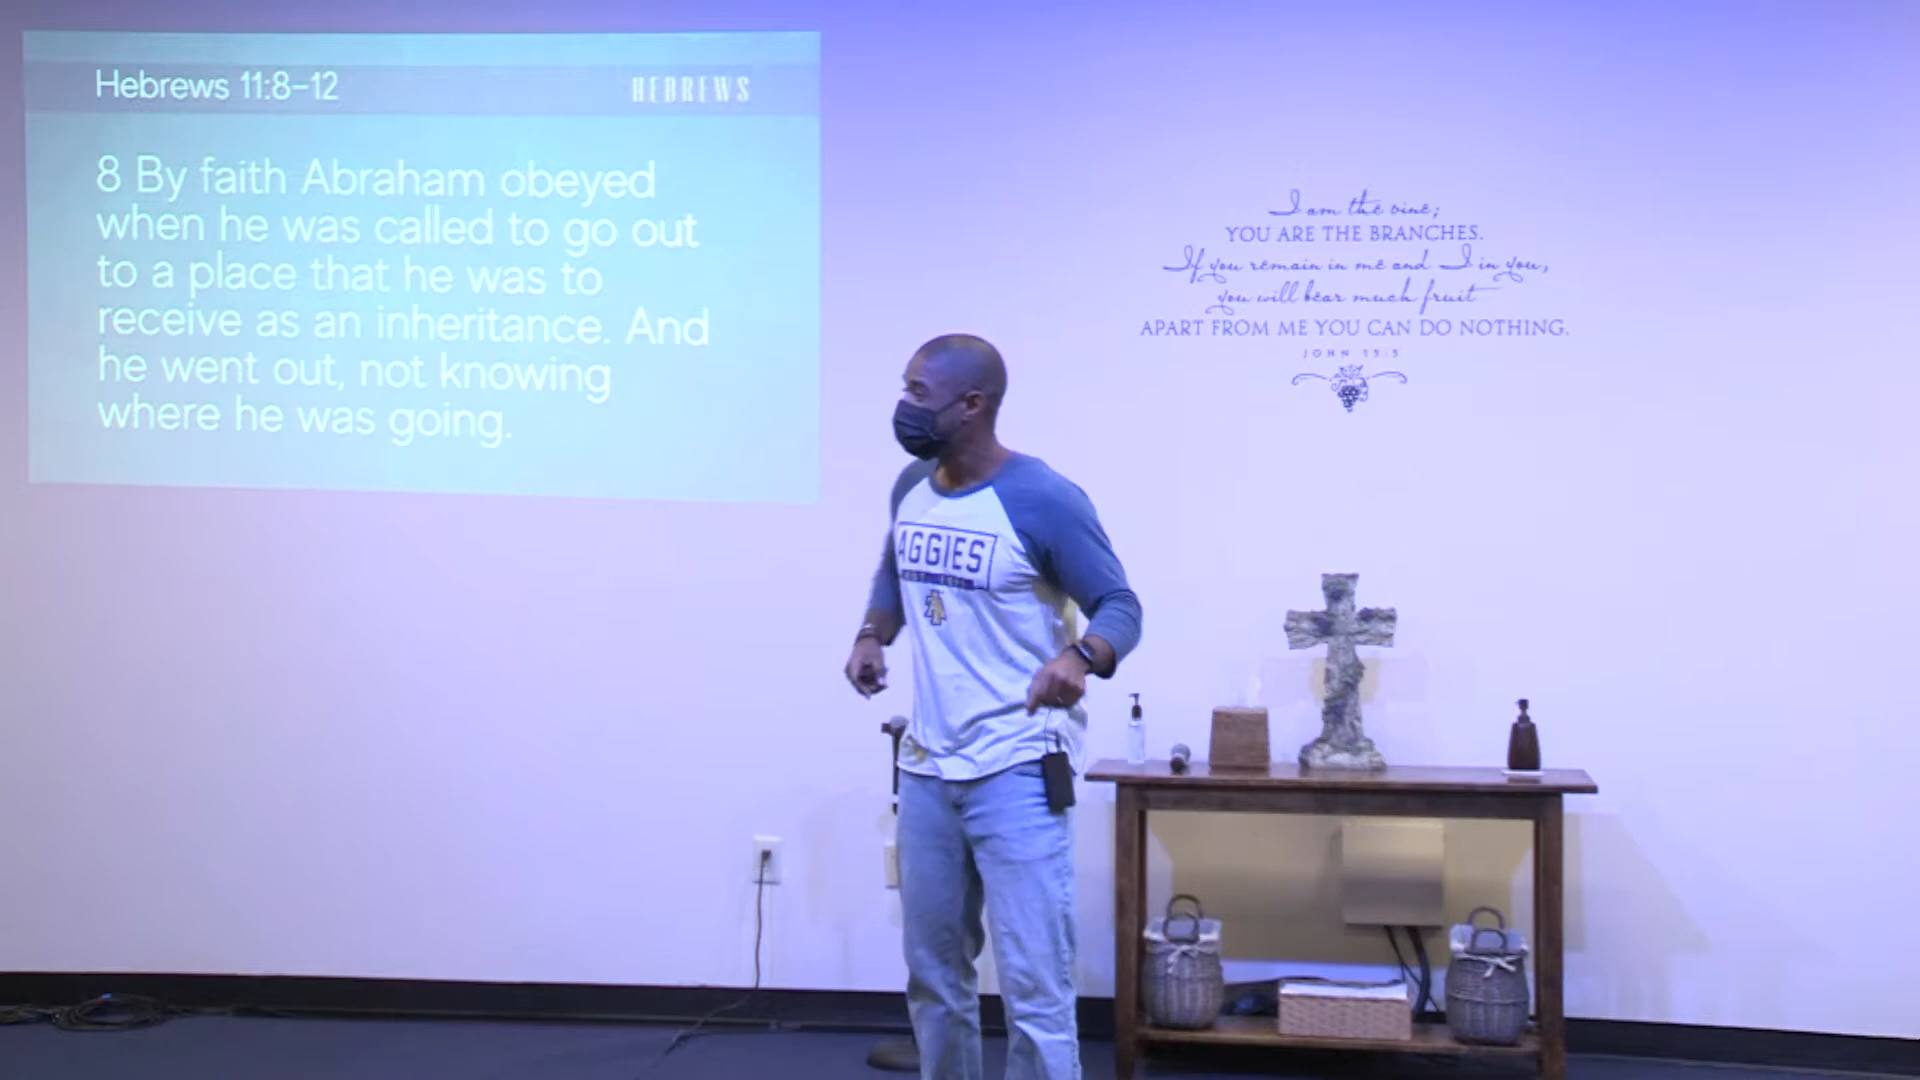 Hebrews 11:8–12
HEBREWS
8 By faith Abraham obeyed
when he was called to go out
to a place that he was to
receive as an inheritance. And
he went out, not knowing
where he was going.
I am the vine;
YOU ARE THE BRANCHES.
If you remain in me and I in you,
you will bear much fruit
APART FROM ME YOU CAN DO NOTHING.
JOHN 15:5
AGGIES